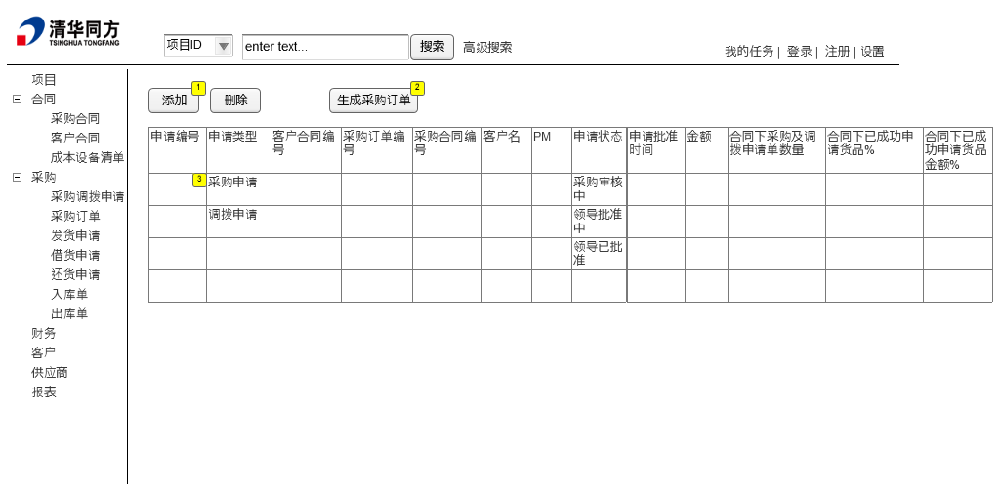 清华同方
TSINGHUA TONGFANG
项目ID
enter text...
搜索
高级搜索
我的任务 | 登录 | 注册 | 设置
项目
合同
采购合同
客户合同
成本设备清单
采购
采购调拨申请
采购订单
发货申请
借货申请
还货申请
入库单
出库单
财务
客户
供应商
报表
添加
1
删除
生成采购订单
2
申请编号
申请类型
客户合同编
号
采购订单编
号
采购合同编
号
客户名
PM
申请状态
申请批准
时间
金额
合同下采购及调
拨申请单数量
合同下已成功申
请货品%
合同下已成
功申请货品
金额%
3
采购申请
采购审核
中
调拨申请
领导批准
中
领导已批
准